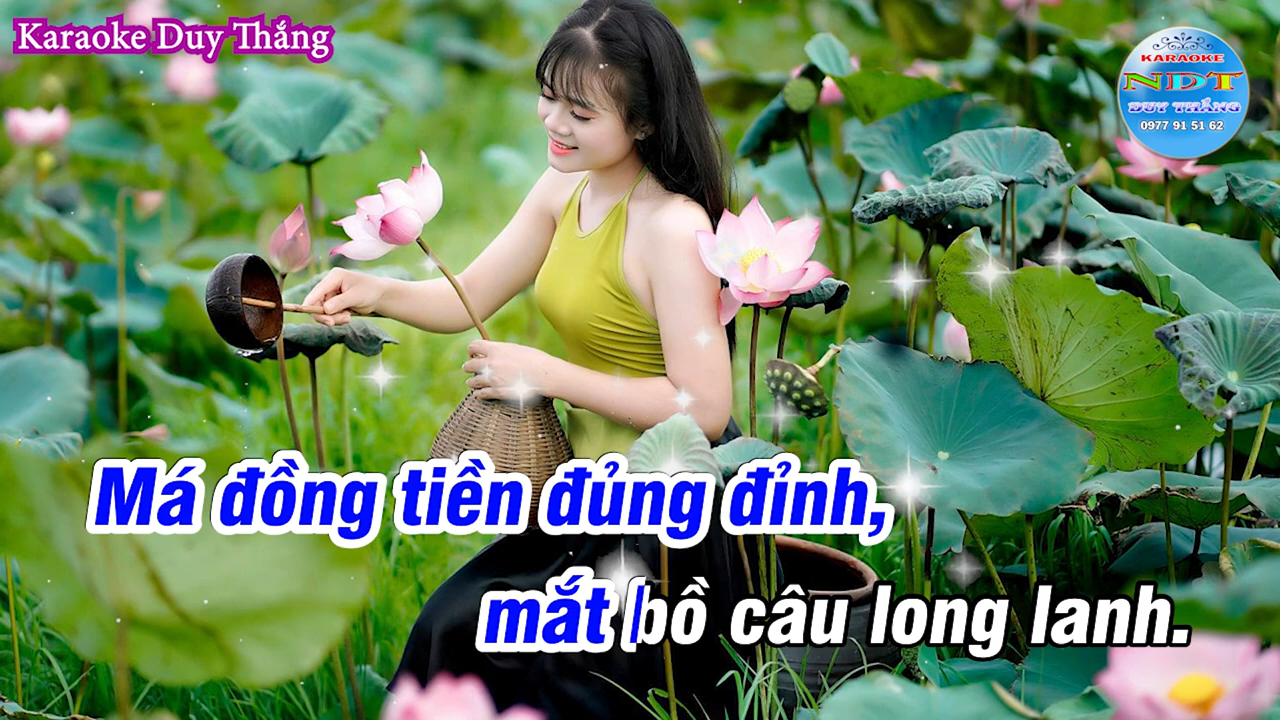 Karaoke Duy Thắng
KARAOKE
NDT
DUY THẮNG
0977 91 51 62
Má đồng tiền đủng đỉnh,
mắt bồ câu long lanh.